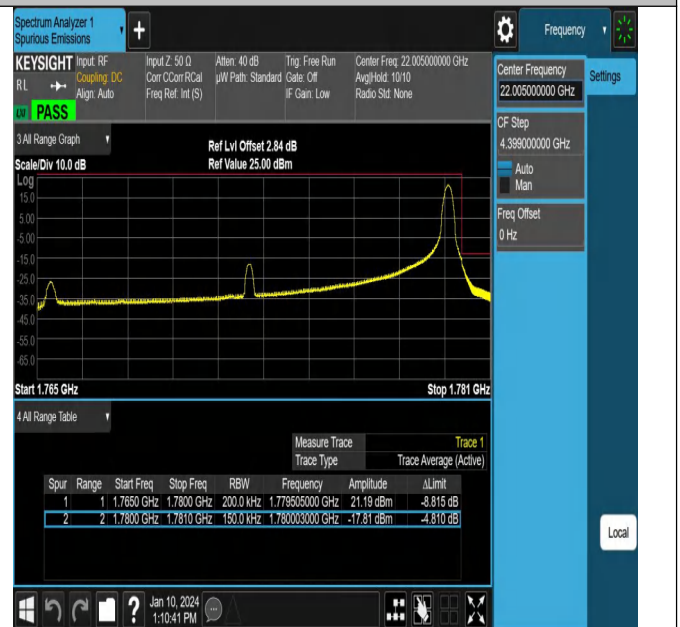 Spectrum Analyzer 1
Spurious Emissions
+
Frequency
KEYSIGHT
RL
PASS
Input: RF
Coupling: DC
Align: Auto
Input Z: 50 Ω
Corr CCorr RCal
Freq Ref: Int (S)
Atten: 40 dB
µW Path: Standard
Trig: Free Run
Gate: Off
IF Gain: Low
Center Freq: 22.005000000 GHz
Avg|Hold: 10/10
Radio Std: None
Center Frequency
22.005000000 GHz
Settings
CF Step
4.399000000 GHz
Auto
Man
Freq Offset
0 Hz
3 All Range Graph
Scale/Div 10.0 dB
Ref Lvl Offset 2.84 dB
Ref Value 25.00 dBm
Log
15.0
5.00
-5.00
-15.0
-25.0
-35.0
-45.0
-55.0
-65.0
Start 1.765 GHz
Stop 1.781 GHz
4 All Range Table
Measure Trace Trace 1
Trace Type Trace Average (Active)
Spur Range Start Freq Stop Freq RBW Frequency Amplitude ΔLimit
1 1 1.7650 GHz 1.7800 GHz 200.0 kHz 1.779505000 GHz 21.19 dBm -8.815 dB
2 2 1.7800 GHz 1.7810 GHz 150.0 kHz 1.780003000 GHz -17.81 dBm -4.810 dB
Local
?
Jan 10, 2024
1:10:41 PM